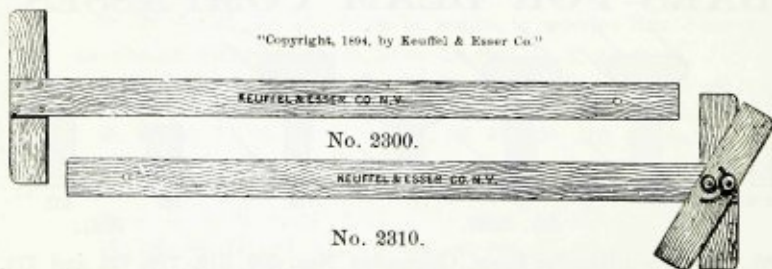 "Copyright, 1894, by Keuffel & Esser Co."
KEUFFEL & ESSER CO. N.Y.
No. 2300.
KEUFFEL & ESSER CO. N.Y.
No. 2310.